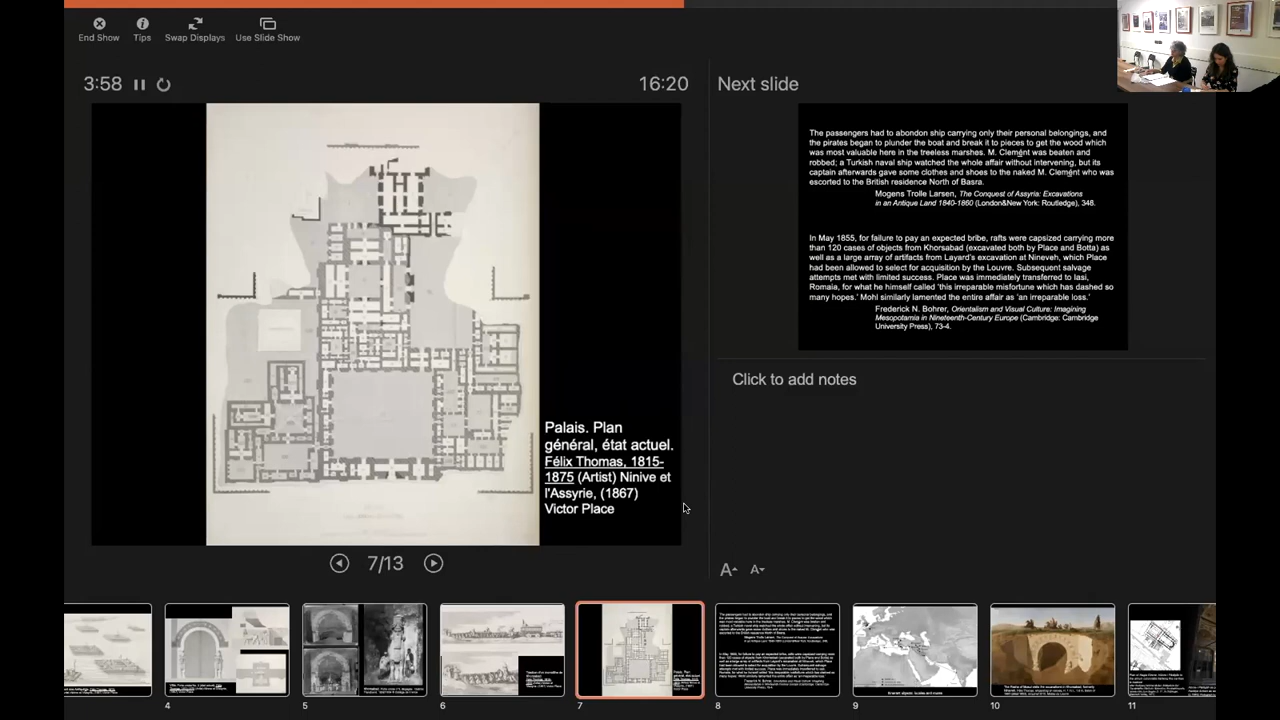 End Show
Tips
Swap Displays
Use Slide Show
3:58
16:20
Next slide
Palais. Plan
général, état actuel.
Félix Thomas, 1815-
1875 (Artist) Ninive et
l'Assyrie, (1867)
Victor Place
The passengers had to abondon ship carrying only their personal belongings, and
the pirates began to plunder the boat and break it to pieces to get the wood which
was most valuable here in the treeless marshes. M. Clemént was beaten and
robbed; a Turkish naval ship watched the whole affair without intervening, but its
captain afterwards gave some clothes and shoes to the naked M. Clemént who was
escorted to the British residence North of Basra.
Mogens Trolle Larsen, The Conquest of Assyria: Excavations
in an Antique Land 1840-1860 (London&New York: Routledge), 348.
In May 1855, for failure to pay an expected bribe, rafts were capsized carrying more
than 120 cases of objects from Khorsabad (excavated both by Place and Botta) as
well as a large array of artifacts from Layard's excavation at Nineveh, which Place
had been allowed to select for acquisition by the Louvre. Subsequent salvage
attempts met with limited success. Place was immediately transferred to Iasi,
Romaia, for what he himself called 'this irreparable misfortune which has dashed so
many hopes.' Mohl similarly lamented the entire affair as 'an irreparable loss.'
Frederick N. Bohrer, Orientalism and Visual Culture: Imagining
Mesopotamia in Nineteenth-Century Europe (Cambridge: Cambridge
University Press), 73-4.
Click to add notes
7/13
A
A
4
5
6
7
8
9
10
11